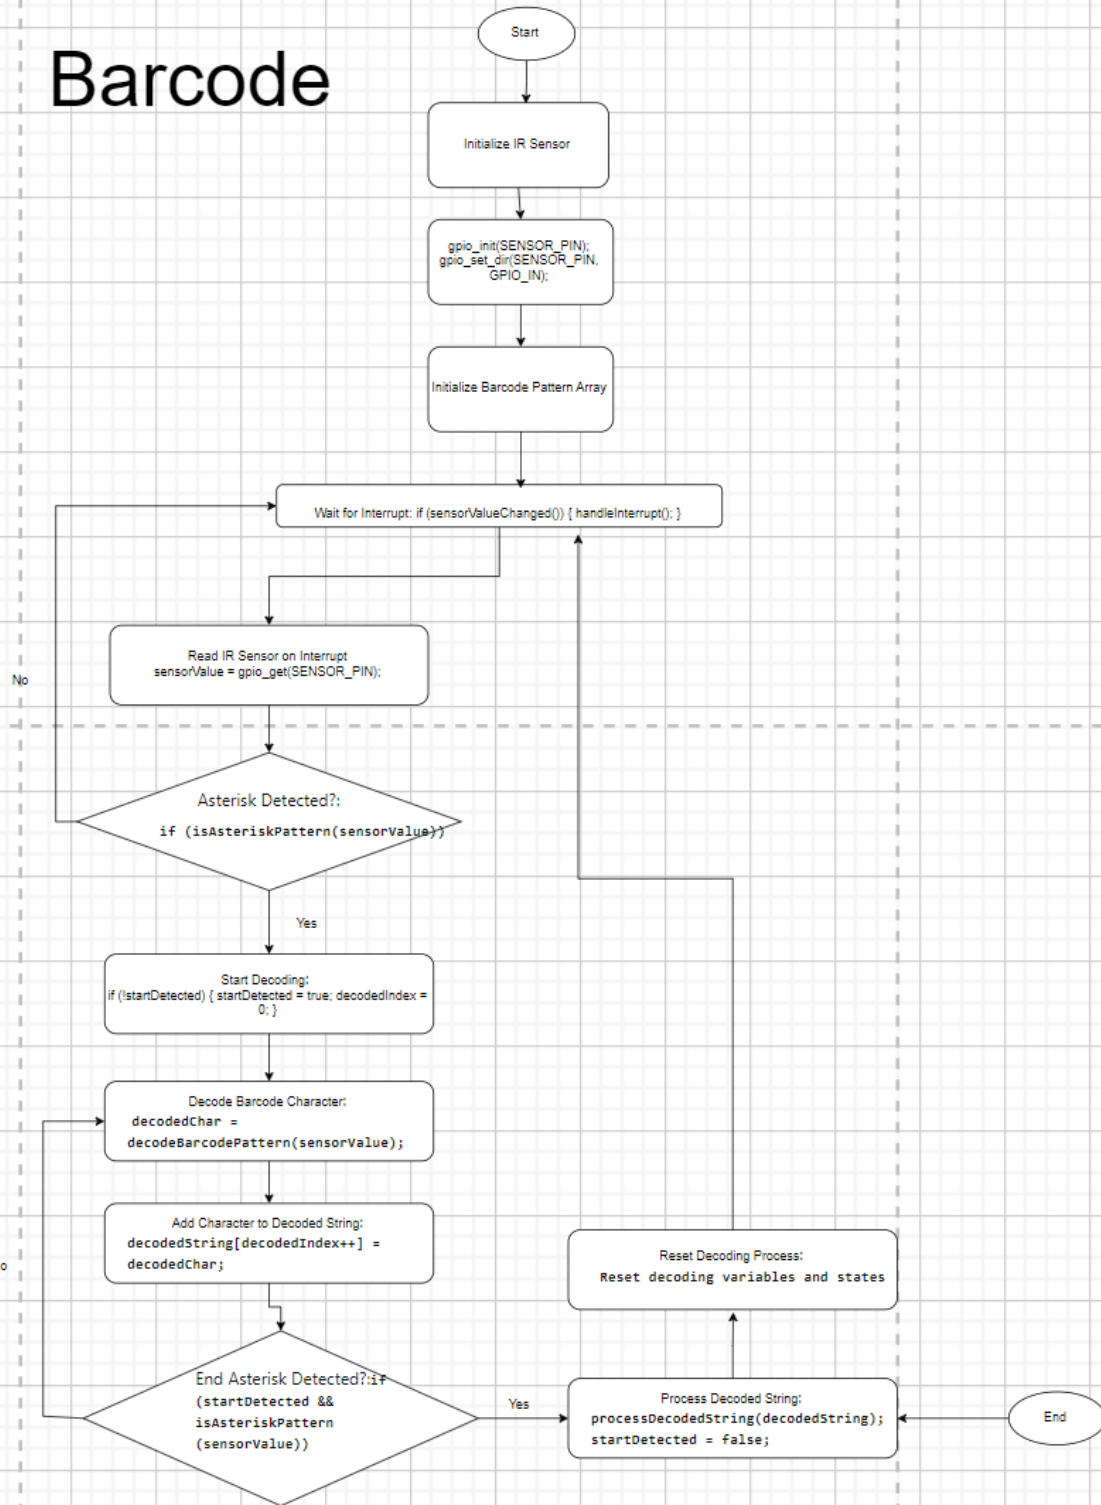 Start
Barcode
Initialize IR Sensor
gpio_init(SENSOR_PIN);
gpio_set_dir(SENSOR_PIN,
GPIO_IN);
Initialize Barcode Pattern Array
Wait for Interrupt: if (sensorValueChanged()) { handleInterrupt(); }
Read IR Sensor on Interrupt
sensorValue = gpio_get(SENSOR_PIN);
No
Asterisk Detected?:
if (isAsteriskPattern(sensorValue))
Yes
Start Decoding:
if (!startDetected) { startDetected = true; decodedIndex =
0; }
Decode Barcode Character:
decodedChar =
decodeBarcodePattern(sensorValue);
Add Character to Decoded String:
decodedString[decodedIndex++] =
decodedChar;
o
Reset Decoding Process:
Reset decoding variables and states
End Asterisk Detected?:if
(startDetected &&
isAsteriskPattern
(sensorValue))
Yes
Process Decoded String:
processDecodedString(decodedString);
startDetected = false;
End